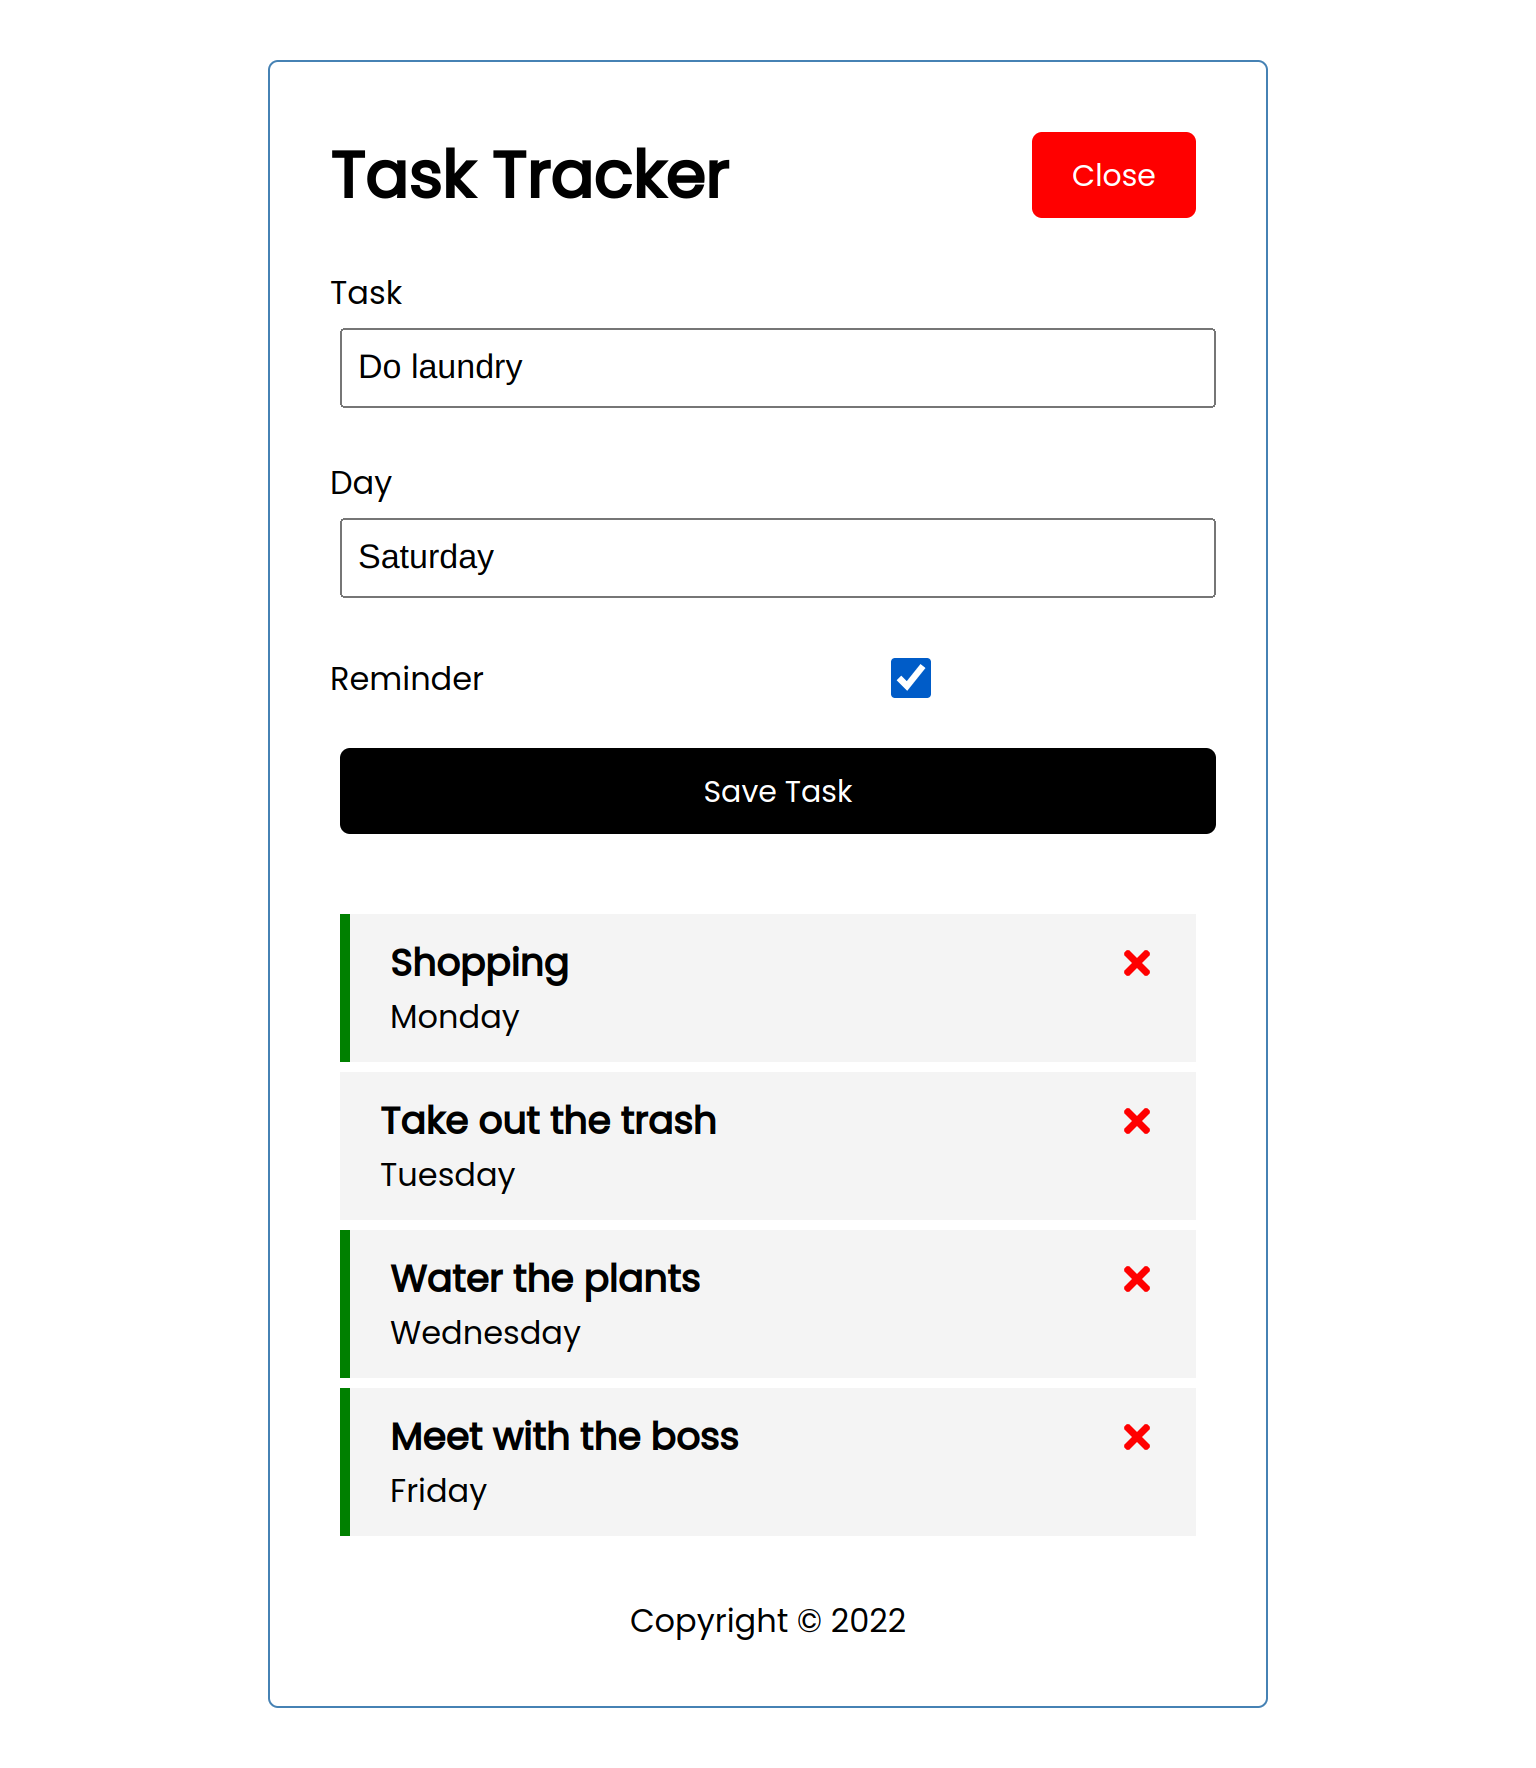 Task Tracker
Close
Task
Do laundry
Day
Saturday
Reminder
Save Task
Shopping
Monday
Take out the trash
Tuesday
Water the plants
Wednesday
Meet with the boss
Friday
Copyright © 2022